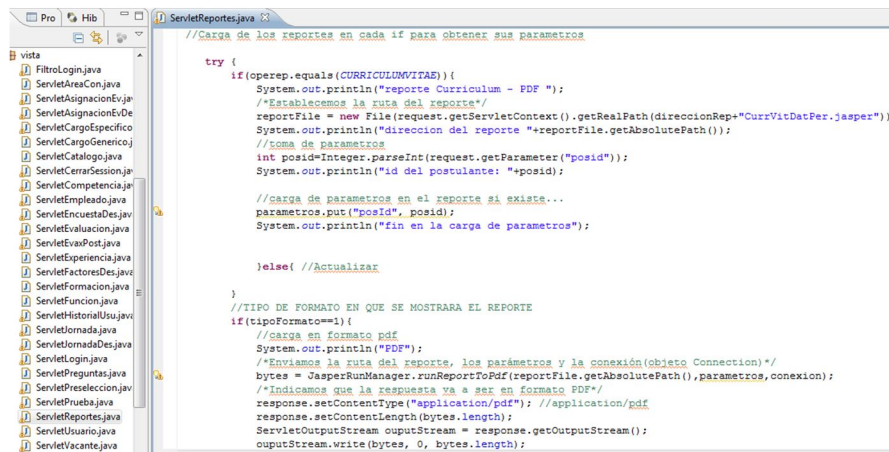 Pro
Hib
ServletReportes.java
vista
FiltroLogin.java
ServletAreaCon.java
ServletAsignacionEv.jav
ServletAsignacionEvDe
ServletCargoEspecifico
ServletCargoGenerico.j
ServletCatalogo.java
ServletCerrarSession.jav
ServletCompetencia.jav
ServletEmpleado.java
ServletEncuestaDes.jav
ServletEvaluacion.java
ServletEvaxPost.java
ServletExperiencia.java
ServletFactoresDes.java
ServletFormacion.java
ServletFuncion.java
ServletHistorialUsu.java
ServletJornada.java
ServletJornadaDes.java
ServletLogin.java
ServletPreguntas.java
ServletPreseleccion.jav
ServletPrueba.java
ServletReportes.java
ServletUsuario.java
ServletVacante.java
//Carga de los reportes en cada if para obtener sus parametros
try {
if(operep.equals(CURRICULUMVITAE)){
System.out.println("reporte Curriculum - PDF ");
/*Establecemos la ruta del reporte*/
reportFile = new File(request.getServletContext().getRealPath(direccionRep+"CurrVitDatPer.jasper"))
System.out.println("direccion del reporte "+reportFile.getAbsolutePath());
//toma de parametros
int posid=Integer.parseInt(request.getParameter("posid"));
System.out.println("id del postulante: "+posid);
//carga de parametros en el reporte si existe...
parametros.put("posId", posid);
System.out.println("fin en la carga de parametros");
}else{ //Actualizar
}
//TIPO DE FORMATO EN QUE SE MOSTRARA EL REPORTE
if(tipoFormato==1){
//carga en formato pdf
System.out.println("PDF");
/*Enviamos la ruta del reporte, los parámetros y la conexión(objeto Connection)*/
bytes = JasperRunManager.runReportToPdf(reportFile.getAbsolutePath(),parametros,conexion);
/*Indicamos que la respuesta va a ser en formato PDF*/
response.setContentType("application/pdf"); //application/pdf
response.setContentLength(bytes.length);
ServletOutputStream ouputStream = response.getOutputStream();
ouputStream.write(bytes, 0, bytes.length);